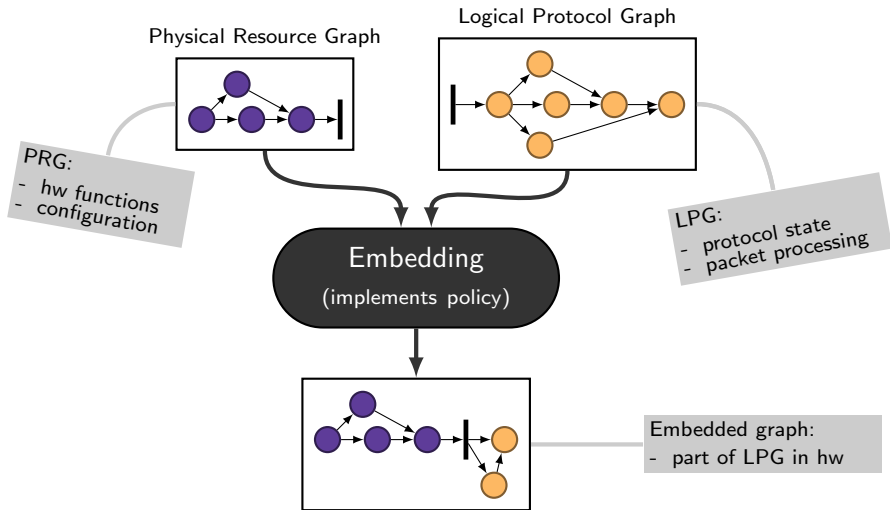 Logical Protocol Graph
Physical Resource Graph
PRG:
- hw functions
- configuration
LPG:
- protocol state
- packet processing
Embedding
(implements policy)
Embedded graph:
- part of LPG in hw